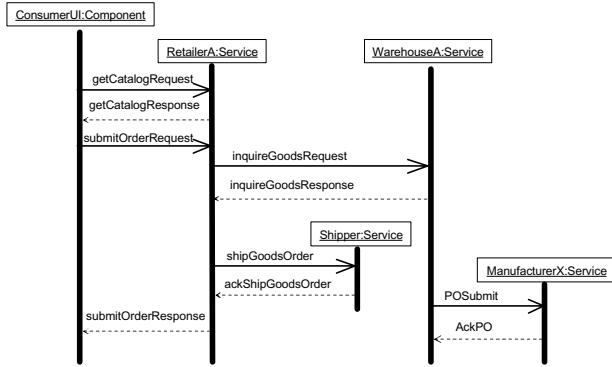 ConsumerUI:Component
RetailerA:Service
WarehouseA:Service
getCatalogRequest
getCatalogResponse
submitOrderRequest
inquireGoodsRequest
inquireGoodsResponse
Shipper:Service
shipGoodsOrder
ManufacturerX:Service
ackShipGoodsOrder
POSubmit
submitOrderResponse
AckPO